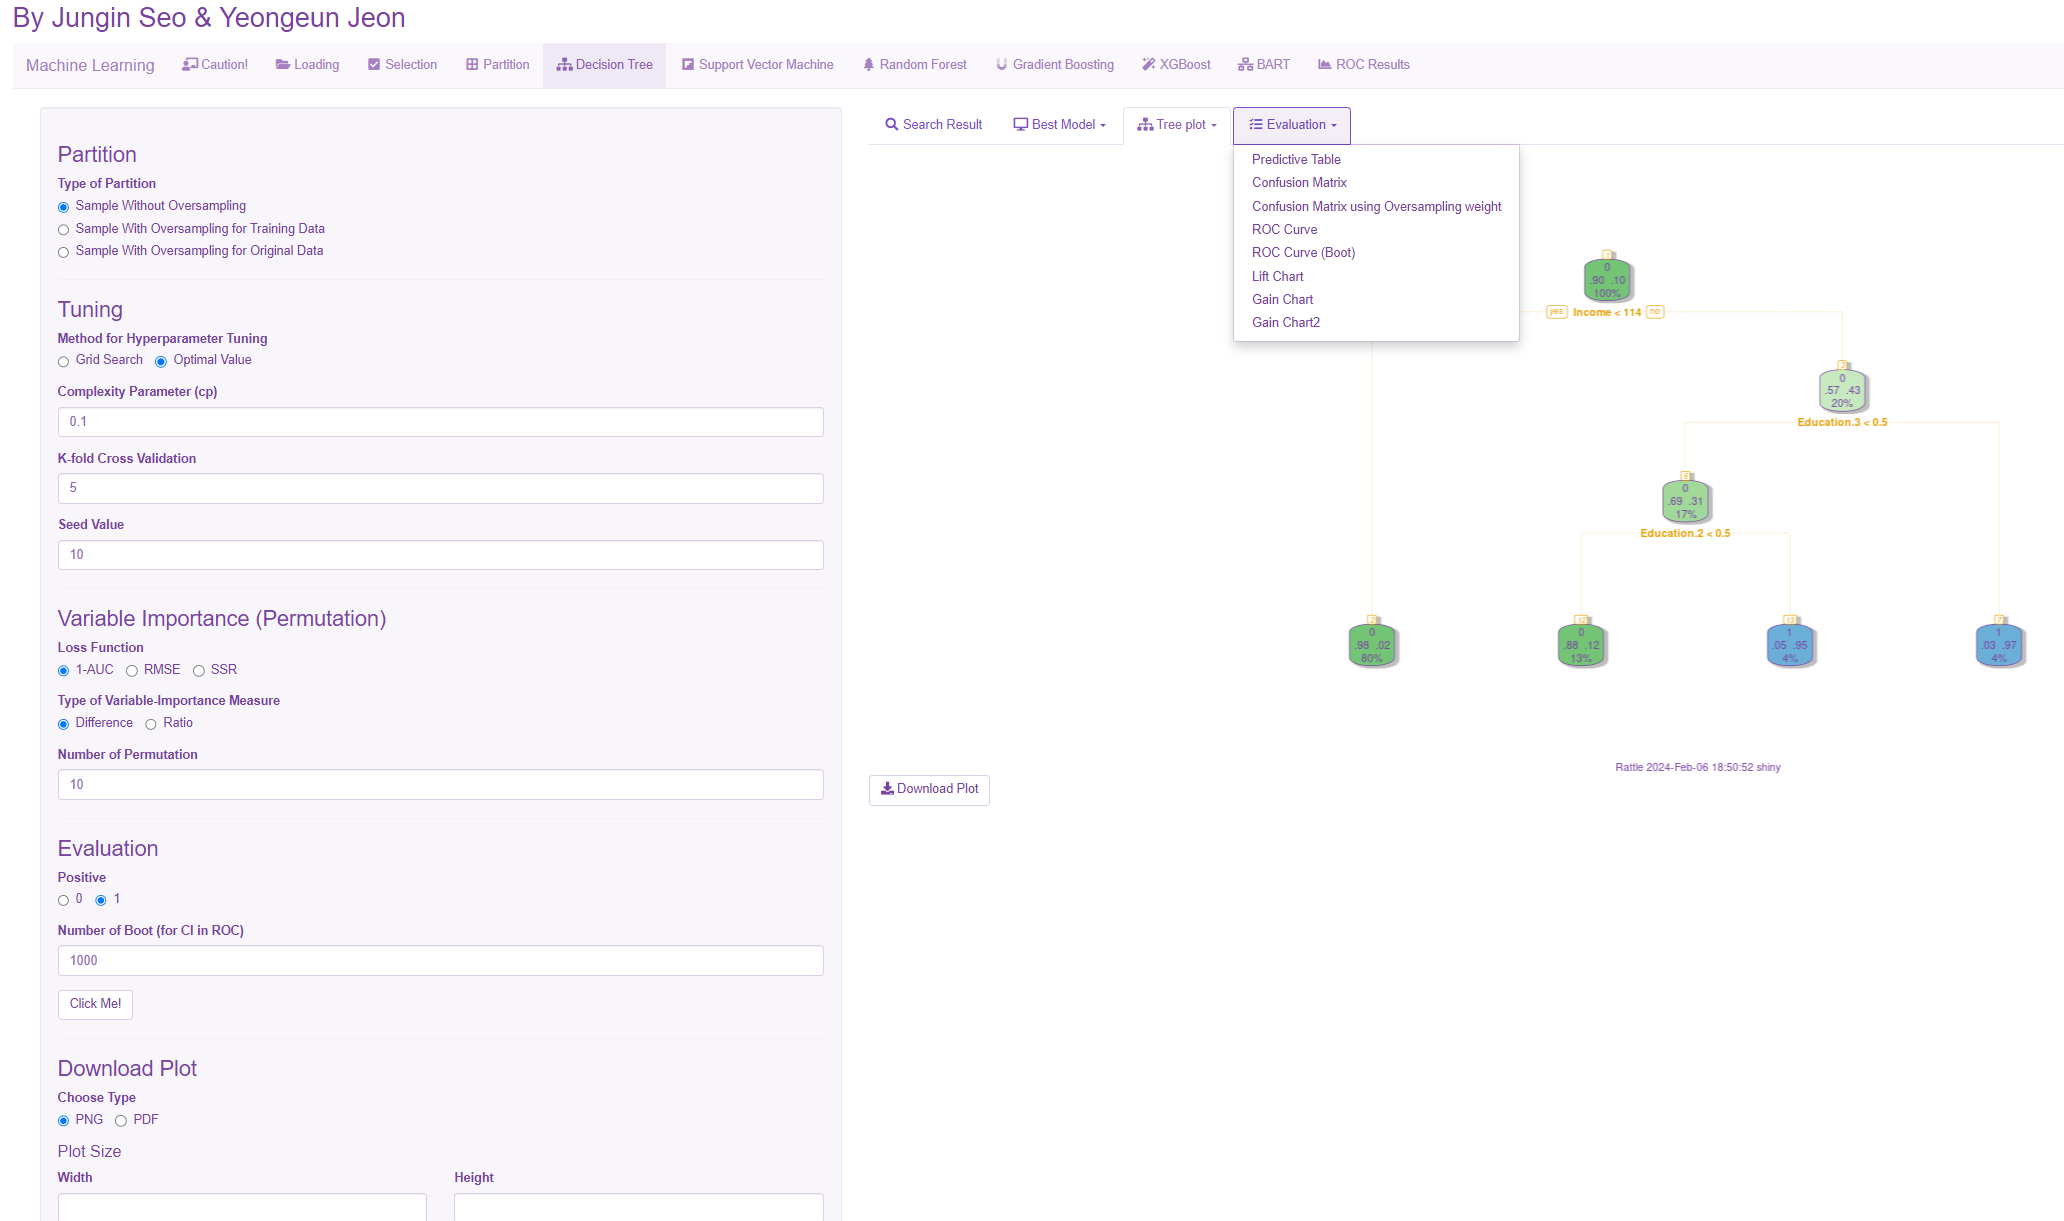 By Jungin Seo & Yeongeun Jeon
Machine Learning Caution! Loading Selection Partition Decision Tree Support Vector Machine Random Forest Gradient Boosting XGBoost BART ROC Results
Partition
Type of Partition
Sample Without Oversampling
Sample With Oversampling for Training Data
Sample With Oversampling for Original Data
Tuning
Method for Hyperparameter Tuning
Grid Search Optimal Value
Complexity Parameter (cp)
0.1
K-fold Cross Validation
5
Seed Value
10
Variable Importance (Permutation)
Loss Function
1-AUC RMSE SSR
Type of Variable-Importance Measure
Difference Ratio
Number of Permutation
10
Evaluation
Positive
0 1
Number of Boot (for CI in ROC)
1000
Click Me!
Download Plot
Choose Type
PNG PDF
Plot Size
Width Height
Search Result Best Model Tree plot Evaluation
Predictive Table
Confusion Matrix
Confusion Matrix using Oversampling weight
ROC Curve
ROC Curve (Boot)
Lift Chart
Gain Chart
Gain Chart2
1
0
.90 .10
100%
yes Income < 114 no
3
0
.57 .43
20%
Education.3 < 0.5
6
0
.69 .31
17%
Education.2 < 0.5
2
0
.98 .02
80%
12
0
.88 .12
13%
13
1
.05 .95
4%
7
1
.03 .97
4%
Rattle 2024-Feb-06 18:50:52 shiny
Download Plot